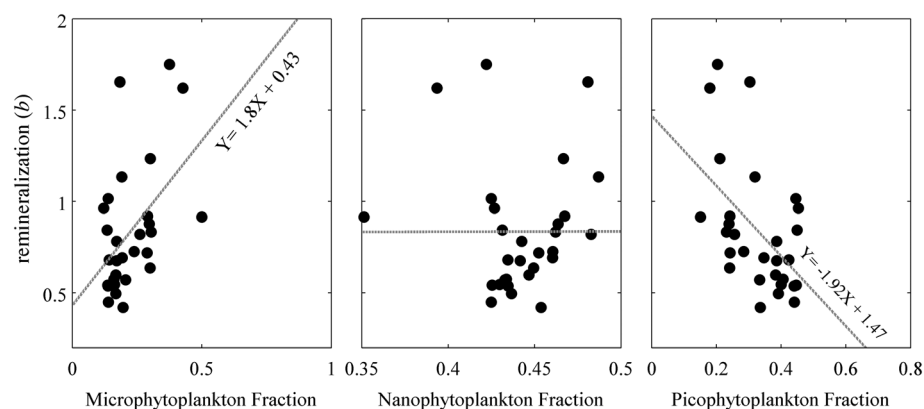 2
1.5
1
0.5
remineralization (b)
Y= 1.8X + 0.43
Y= -1.92X + 1.47
0 0.5 1
0.35 0.4 0.45 0.5
0 0.2 0.4 0.6 0.8
Microphytoplankton Fraction
Nanophytoplankton Fraction
Picophytoplankton Fraction